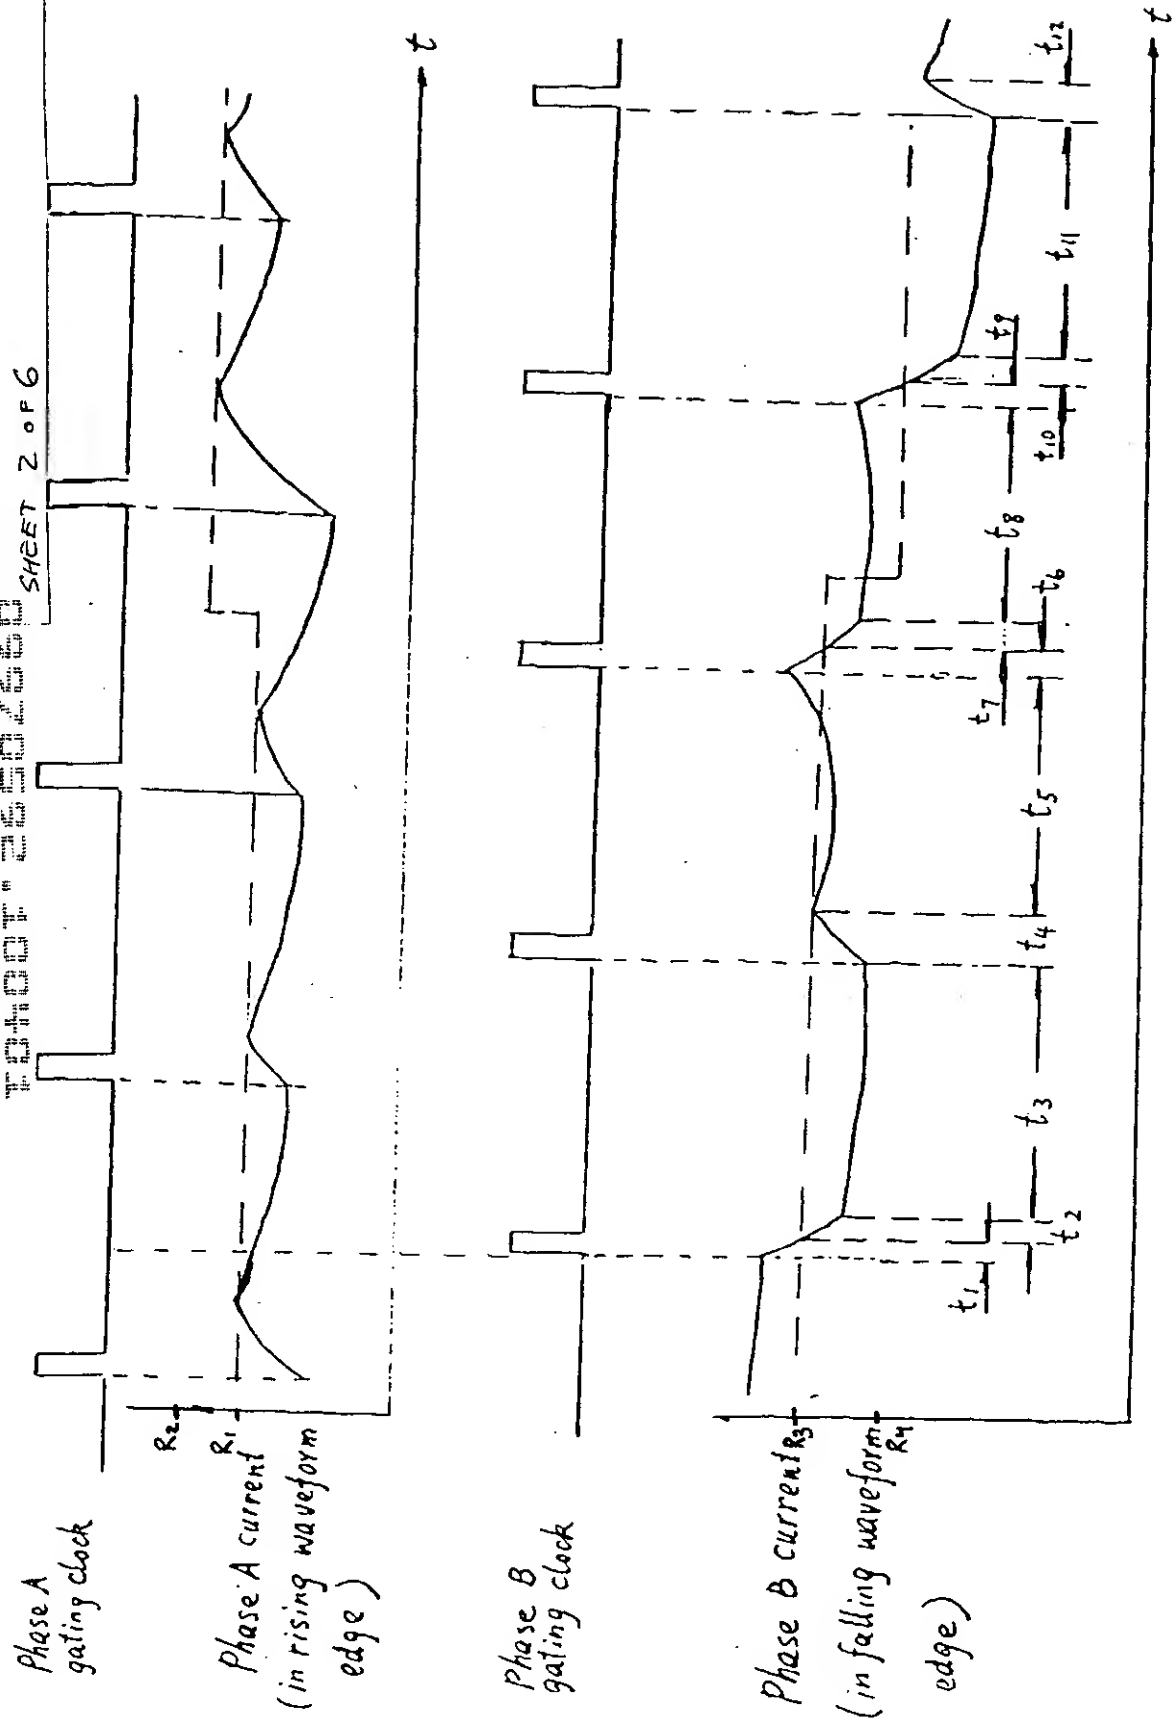 SHEET 2 OF 6
Phase A
gating clock
R2
R1
Phase A current
(in rising waveform
edge)
t
Phase B
gating clock
Phase B current
R3
(in falling waveform
R4
edge)
t1
t2
t3
t4
t5
t6
t7
t8
t9
t10
t11
t12
t